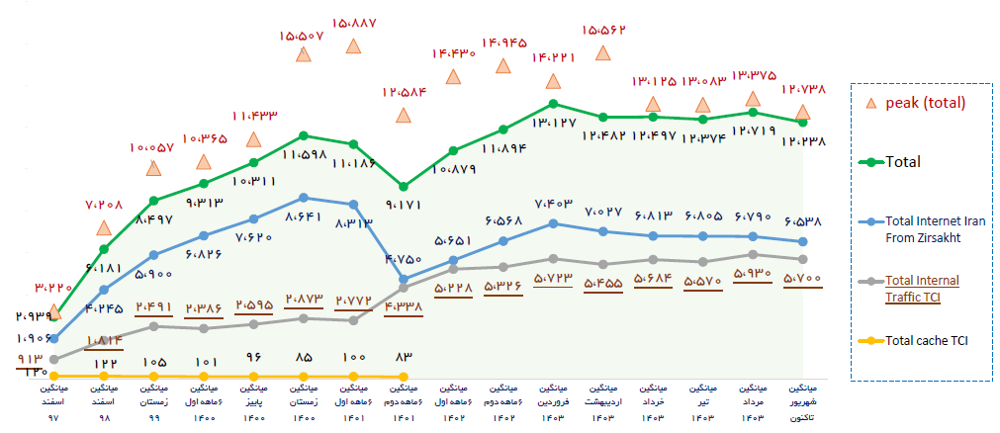 ۱۵،۸۸۷
۱۵،۵۰۷
۱۵،۵۶۲
۱۴،۹۴۵
۱۴،۴۳۰
۱۴،۲۲۱
۱۳،۱۲۵
۱۳،۰۸۳
۱۳،۳۷۵
۱۲،۷۳۸
۱۲،۵۸۴
۱۱،۴۳۳
۱۰،۳۶۵
۱۰،۰۵۷
۷،۲۰۸
۳،۲۲۰
۲،۹۳۹
۶،۱۸۱
۸،۴۹۷
۹،۳۱۳
۱۰،۳۱۱
۱۱،۵۹۸
۱۱،۱۸۶
۹،۱۷۱
۱۰،۸۷۹
۱۱،۸۹۴
۱۳،۱۲۷
۱۲،۴۸۲
۱۲،۴۹۷
۱۲،۳۷۴
۱۲،۷۱۹
۱۲،۲۳۸
۱،۹۰۶
۴،۲۴۵
۵،۹۰۰
۶،۸۲۶
۷،۶۲۰
۸،۶۴۱
۸،۳۱۳
۴،۷۵۰
۵،۶۵۱
۶،۵۶۸
۷،۴۰۳
۷،۰۲۷
۶،۸۱۳
۶،۸۰۵
۶،۷۹۰
۶،۵۳۸
۹۱۳
۱،۸۱۴
۲،۴۹۱
۲،۳۸۶
۲،۵۹۵
۲،۸۷۳
۲،۷۷۲
۴،۳۳۸
۵،۲۲۸
۵،۳۲۶
۵،۷۲۳
۵،۴۵۵
۵،۶۸۴
۵،۵۷۰
۵،۹۳۰
۵،۷۰۰
۱۲۰
۱۲۲
۱۰۵
۱۰۱
۹۶
۸۵
۱۰۰
۸۳
میانگین
اسفند
۹۷
میانگین
اسفند
۹۸
میانگین
زمستان
۹۹
میانگین
۶ماهه اول
۱۴۰۰
میانگین
پاییز
۱۴۰۰
میانگین
زمستان
۱۴۰۰
میانگین
۶ماهه اول
۱۴۰۱
میانگین
۶ماهه دوم
۱۴۰۱
میانگین
۶ماهه اول
۱۴۰۲
میانگین
۶ماهه دوم
۱۴۰۲
میانگین
فروردین
۱۴۰۳
میانگین
اردیبهشت
۱۴۰۳
میانگین
خرداد
۱۴۰۳
میانگین
تیر
۱۴۰۳
میانگین
مرداد
۱۴۰۳
میانگین
شهریور
تاکنون
peak (total)
Total
Total Internet Iran
From Zirsakht
Total Internal
Traffic TCI
Total cache TCI